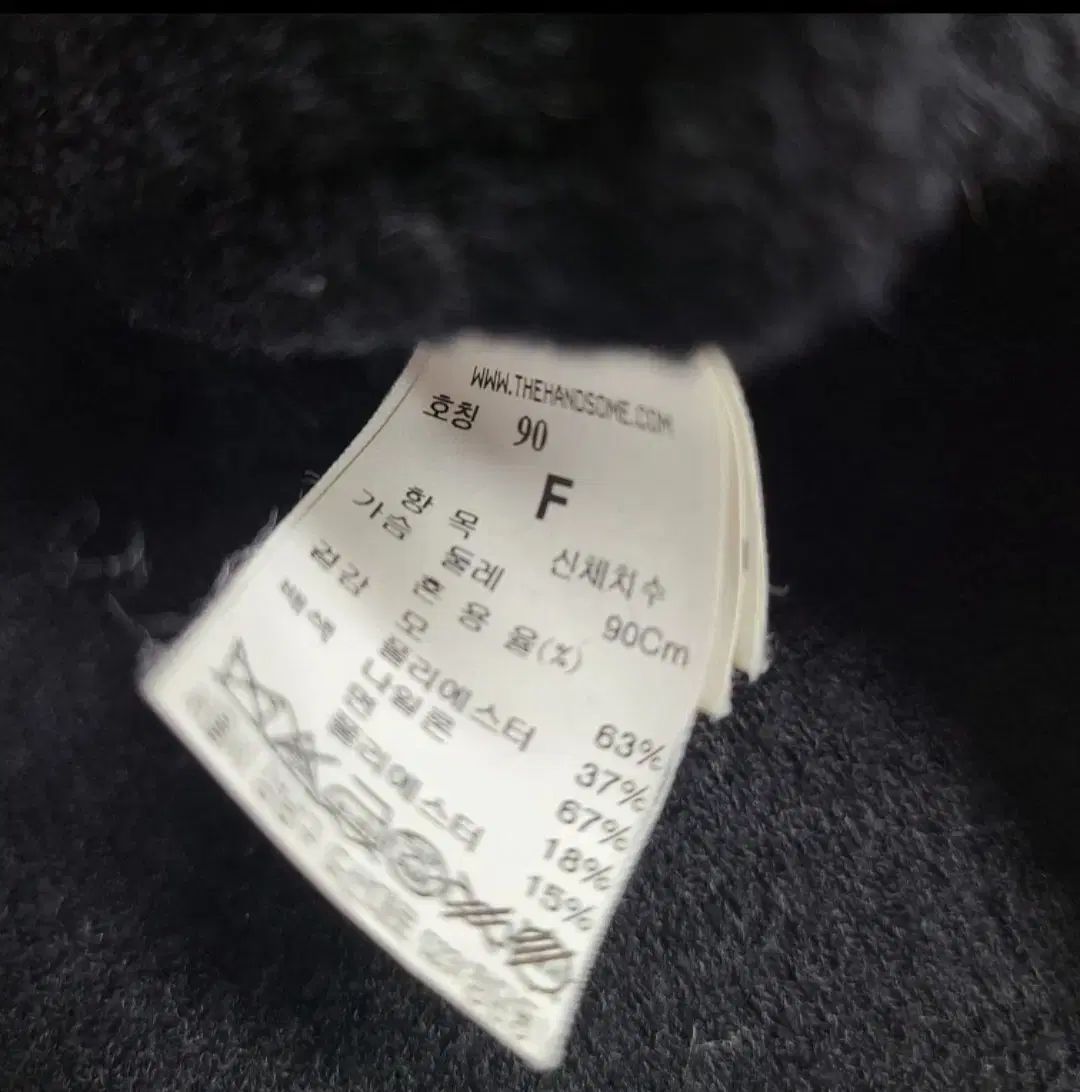 WWW.THEHANDSOME.COM
호칭 90
F
항 목 신체치수
가슴 둘레 90Cm
혼 용 율(%)
겉감 모 63%
폴리에스터 37%
배색 나일론 67%
면 18%
폴리에스터 15%